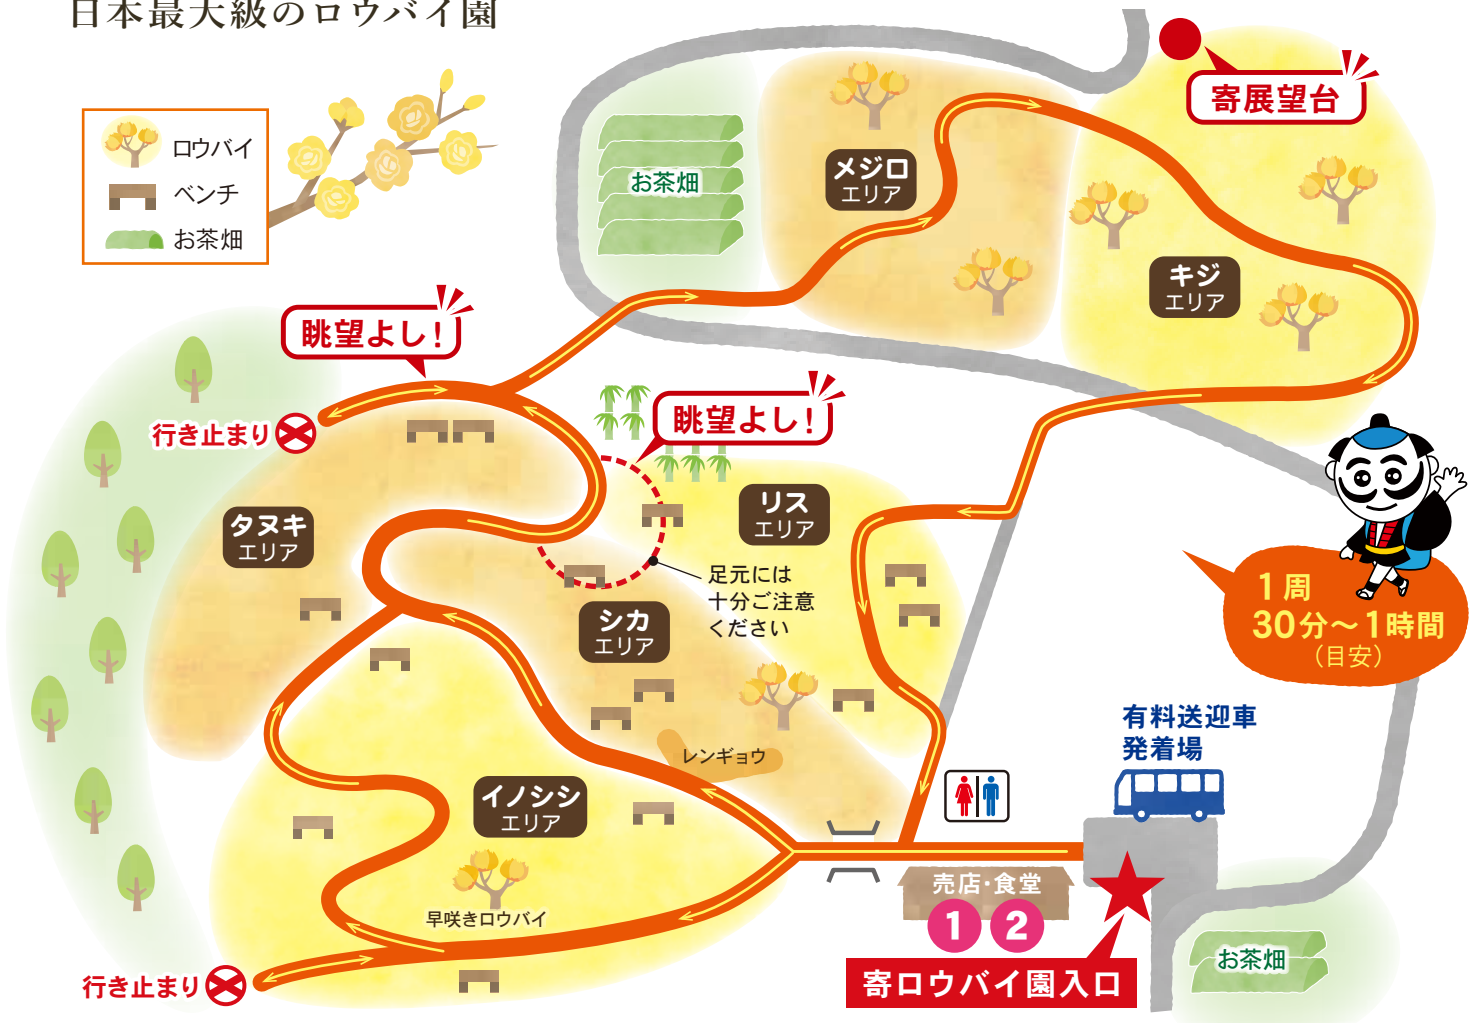 日本最大級のロウバイ園
ロウバイ
ベンチ
お茶畑
寄展望台
お茶畑
メジロ
エリア
キジ
エリア
眺望よし！
行き止まり
眺望よし！
タヌキ
エリア
リス
エリア
足元には
十分ご注意
ください
シカ
エリア
1周
30分〜1時間
（目安）
レンギョウ
有料送迎車
発着場
イノシシ
エリア
早咲きロウバイ
売店・食堂
1 2
お茶畑
行き止まり
寄ロウバイ園入口